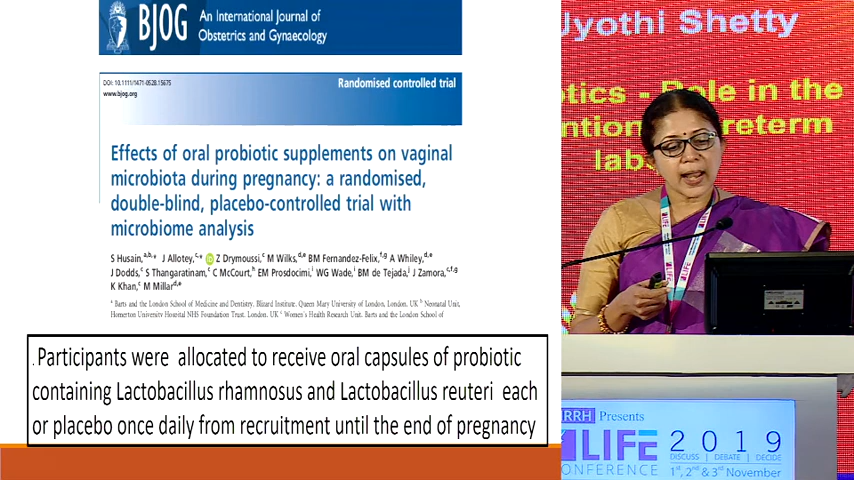 BJOG
An International Journal of
Obstetrics and Gynaecology
DOI: 10.1111/1471-0528.15675
www.bjog.org
Randomised controlled trial
Effects of oral probiotic supplements on vaginal
microbiota during pregnancy: a randomised,
double-blind, placebo-controlled trial with
microbiome analysis
S Husain,a,b,* J Allotey,c,* Z Drymoussi,c M Wilks,d,e BM Fernandez-Felix,f,g A Whiley,d,e
J Dodds,c S Thangaratinam,c C McCourt,h EM Prosdocimi,i WG Wade,i BM de Tejada,j J Zamora,c,f,g
K Khan,c M Millard,e
a Barts and the London School of Medicine and Dentistry, Blizard Institute, Queen Mary University of London, London, UK b Neonatal Unit,
Homerton University Hospital NHS Foundation Trust, London, UK c Women's Health Research Unit, Barts and the London School of
. Participants were allocated to receive oral capsules of probiotic
containing Lactobacillus rhamnosus and Lactobacillus reuteri each
or placebo once daily from recruitment until the end of pregnancy
Jyothi Shetty
otics - Role in the
ntion reterm
lab
RRH Presents
LIFE
ONFERENCE
2019
DISCUSS | DEBATE | DECIDE
1st, 2nd & 3rd November